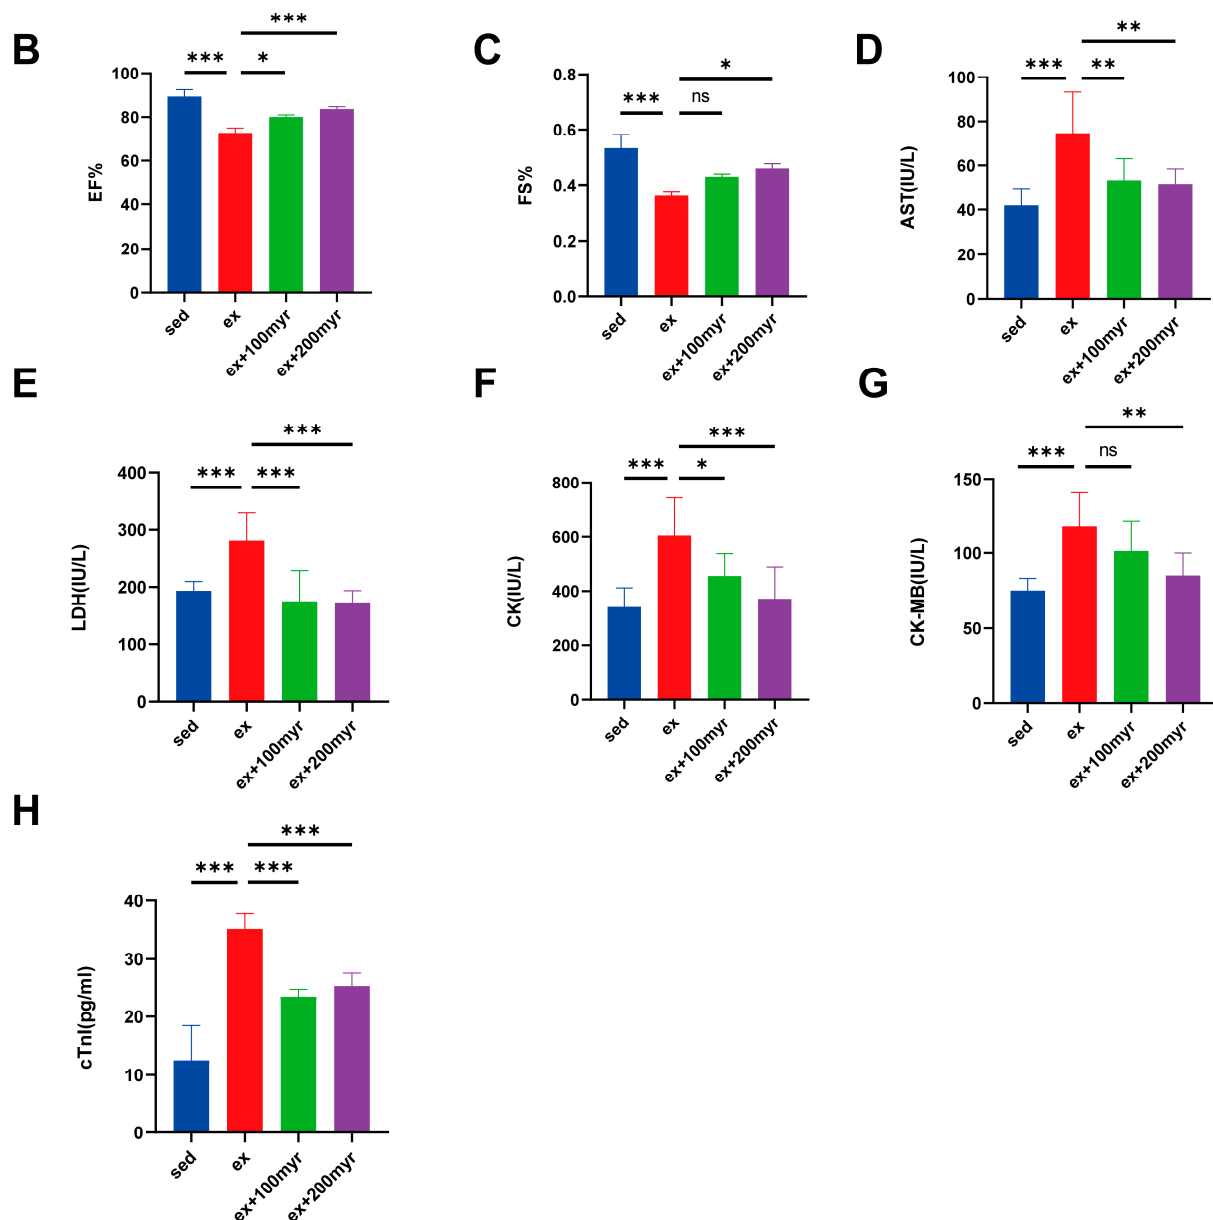 B
***
*** *
EF%
100
80
60
40
20
0
sed
ex
ex+100myr
ex+200myr
C
*
*** ns
FS%
0.8
0.6
0.4
0.2
0.0
sed
ex
ex+100myr
ex+200myr
D
**
*** **
AST(IU/L)
100
80
60
40
20
0
sed
ex
ex+100myr
ex+200myr
E
***
*** ***
LDH(IU/L)
400
300
200
100
0
sed
ex
ex+100myr
ex+200myr
F
***
*** *
CK(IU/L)
800
600
400
200
0
sed
ex
ex+100myr
ex+200myr
G
**
*** ns
CK-MB(IU/L)
150
100
50
0
sed
ex
ex+100myr
ex+200myr
H
***
*** ***
cTnI(pg/ml)
40
30
20
10
0
sed
ex
ex+100myr
ex+200myr